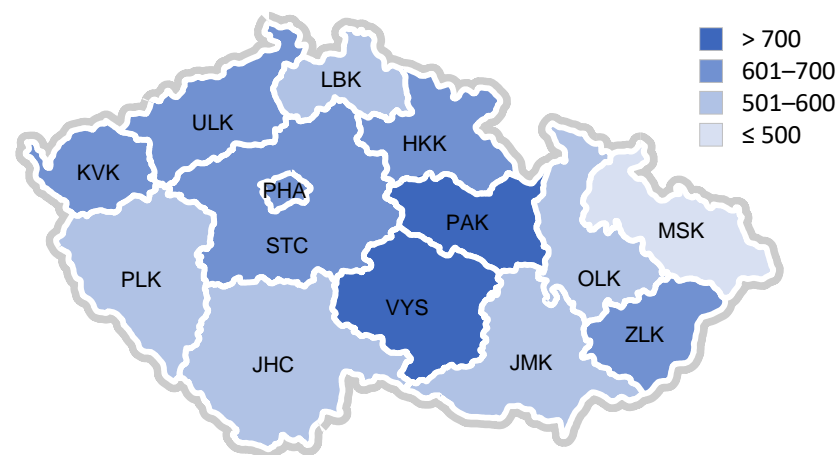 > 700
601–700
501–600
≤ 500
LBK
ULK
HKK
KVK
PHA
PAK
MSK
STC
PLK
OLK
VYS
ZLK
JHC
JMK